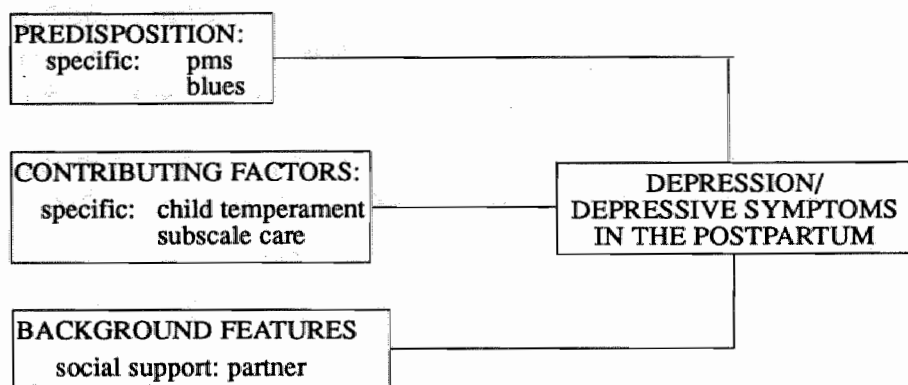 PREDISPOSITION:
specific: pms
blues
CONTRIBUTING FACTORS:
specific: child temperament
subscale care
DEPRESSION/
DEPRESSIVE SYMPTOMS
IN THE POSTPARTUM
BACKGROUND FEATURES
social support: partner